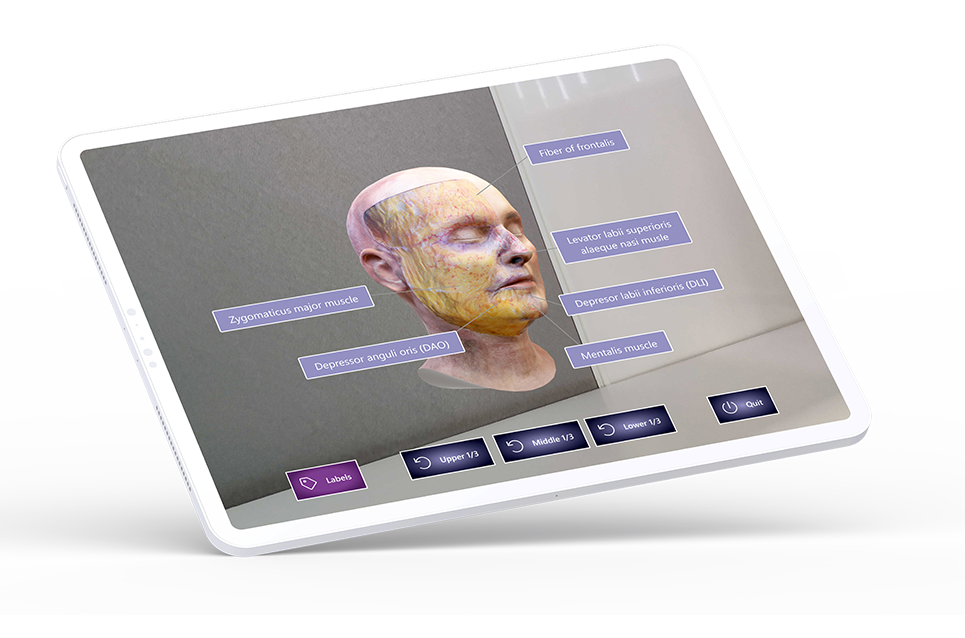 Fiber of frontalis
Levator labii superioris
alaeque nasi musle
Depresor labii inferioris (DLI)
Zygomaticus major muscle
Mentalis muscle
Depressor anguli oris (DAO)
Quit
Lower 1/3
Middle 1/3
Upper 1/3
Labels